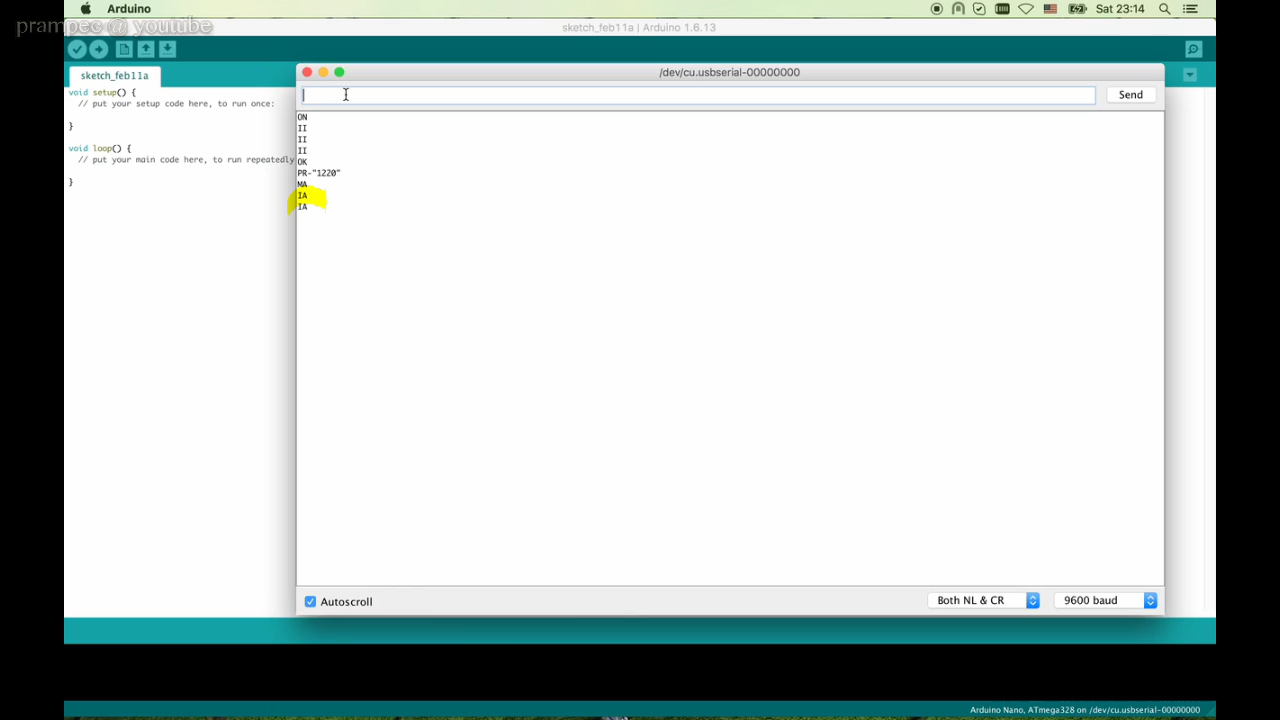 Arduino
Sat 23:14
prampec @ youtube
sketch_feb11a | Arduino 1.6.13
sketch_feb11a
/dev/cu.usbserial-00000000
Send
void setup() {
// put your setup code here, to run once:
}
void loop() {
// put your main code here, to run repeatedly
}
ON
II
II
II
OK
PR-"1220"
MA
IA
IA
Autoscroll
Both NL & CR
9600 baud
Arduino Nano, ATmega328 on /dev/cu.usbserial-00000000